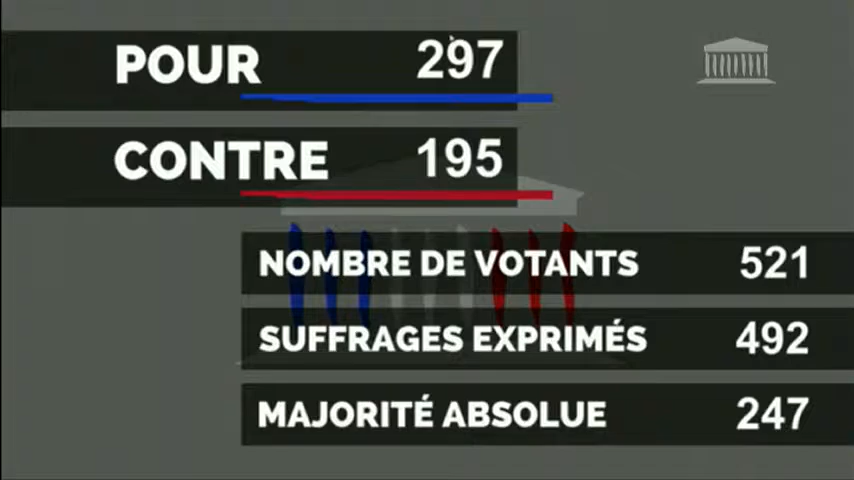 POUR 297
CONTRE 195
NOMBRE DE VOTANTS 521
SUFFRAGES EXPRIMÉS 492
MAJORITÉ ABSOLUE 247